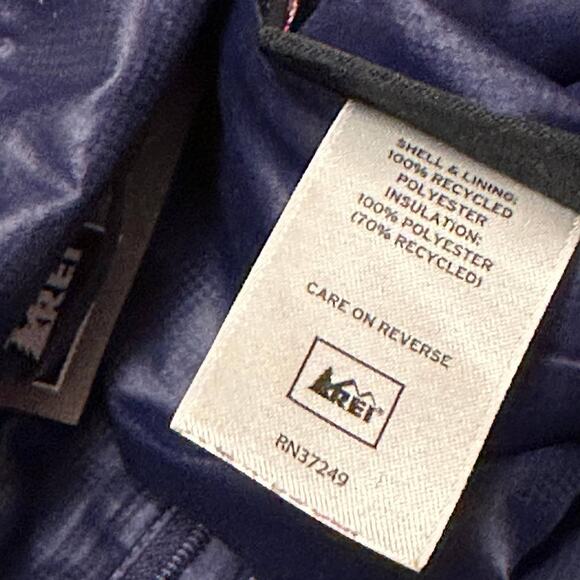 SHELL & LINING:
100% RECYCLED
POLYESTER
INSULATION:
100% POLYESTER
(70% RECYCLED)
CARE ON REVERSE
REI
RN37249
REI